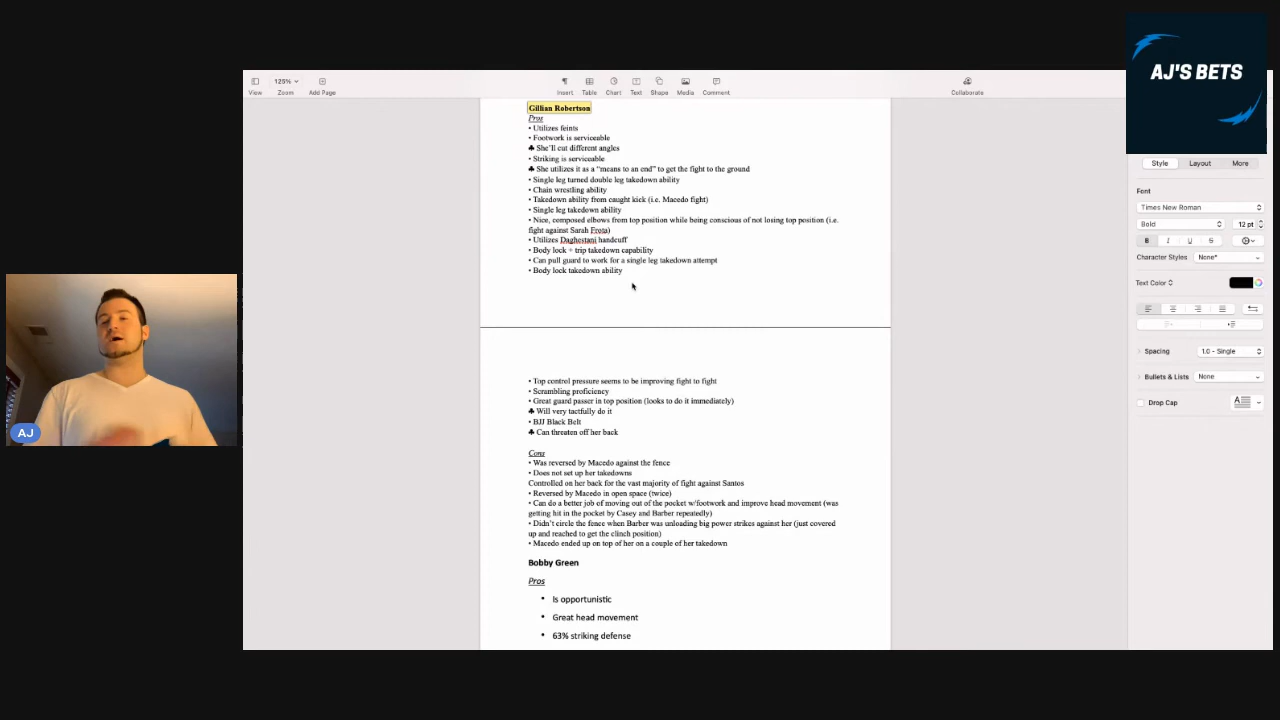 AJ'S BETS
125%
View
Zoom
Add Page
Insert
Table
Chart
Text
Shape
Media
Comment
Collaborate
Gillian Robertson
Pros
• Utilizes feints
• Footwork is serviceable
♣ She'll cut different angles
• Striking is serviceable
♣ She utilizes it as a “means to an end” to get the fight to the ground
• Single leg turned double leg takedown ability
• Chain wrestling ability
• Takedown ability from caught kick (i.e. Macedo fight)
• Single leg takedown ability
• Nice, composed elbows from top position while being conscious of not losing top position (i.e.
fight against Sarah Frota)
• Utilizes Daghestani handcuff
• Body lock + trip takedown capability
• Can pull guard to work for a single leg takedown attempt
• Body lock takedown ability
• Top control pressure seems to be improving fight to fight
• Scrambling proficiency
• Great guard passer in top position (looks to do it immediately)
♣ Will very tactfully do it
• BJJ Black Belt
♣ Can threaten off her back
Cons
• Was reversed by Macedo against the fence
• Does not set up her takedowns
Controlled on her back for the vast majority of fight against Santos
• Reversed by Macedo in open space (twice)
• Can do a better job of moving out of the pocket w/footwork and improve head movement (was
getting hit in the pocket by Casey and Barber repeatedly)
• Didn't circle the fence when Barber was unloading big power strikes against her (just covered
up and reached to get the clinch position)
• Macedo ended up on top of her on a couple of her takedown
Bobby Green
Pros
• Is opportunistic
• Great head movement
• 63% striking defense
Style
Layout
More
Font
Times New Roman
Bold
12 pt
B I U S
Character Styles
None*
Text Color
Spacing
1.0 - Single
Bullets & Lists
None
Drop Cap
A
AJ